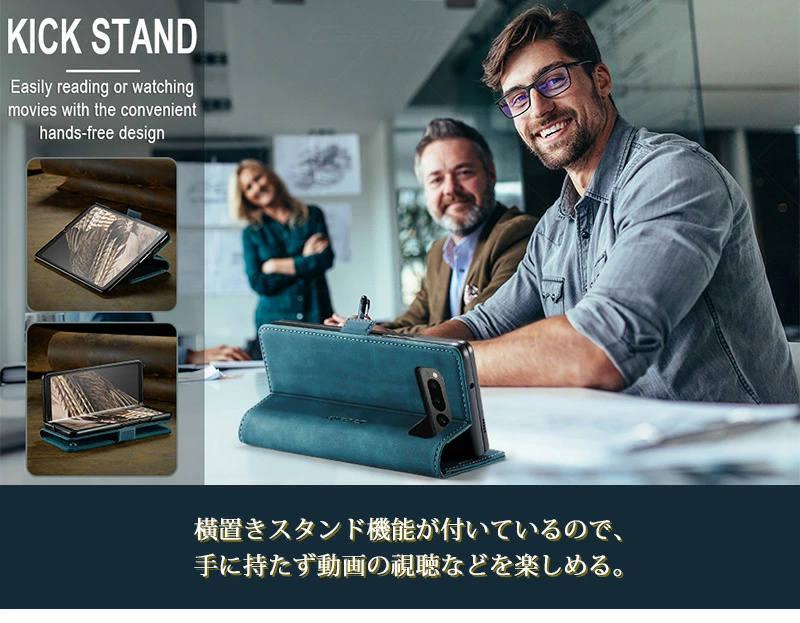 KICK STAND
Easily reading or watching
movies with the convenient
hands-free design
横置きスタンド機能が付いているので、
手に持たず動画の視聴などを楽しめる。